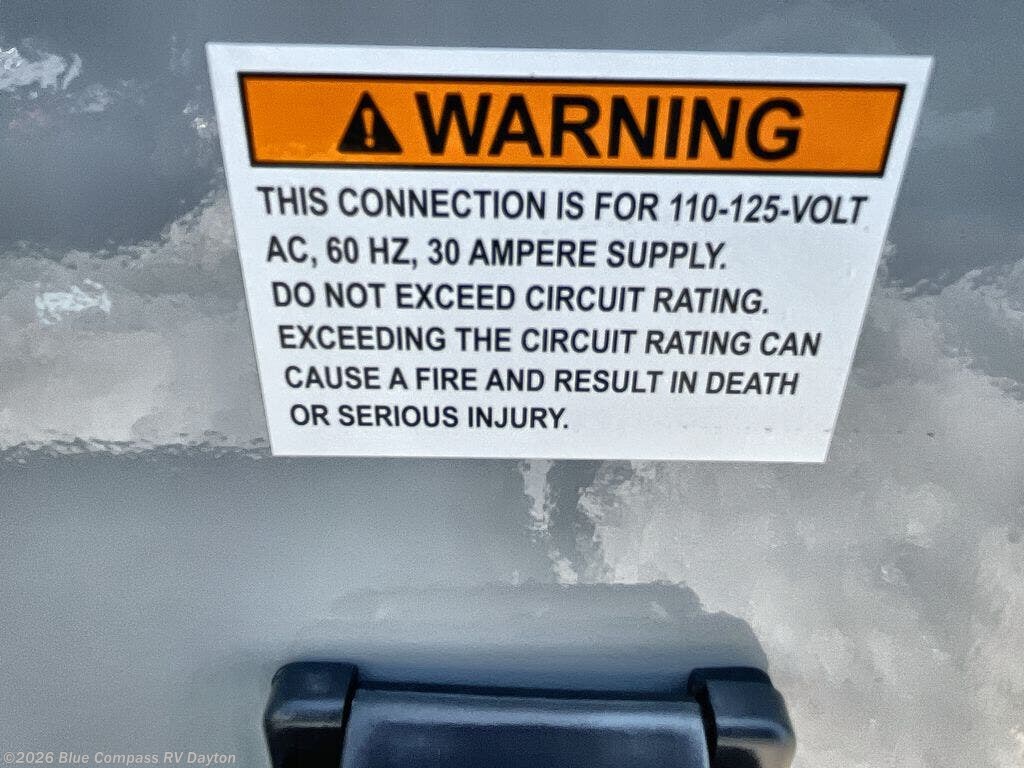 WARNING
THIS CONNECTION IS FOR 110-125-VOLT
AC, 60 HZ, 30 AMPERE SUPPLY.
DO NOT EXCEED CIRCUIT RATING.
EXCEEDING THE CIRCUIT RATING CAN
CAUSE A FIRE AND RESULT IN DEATH
OR SERIOUS INJURY.
©2026 Blue Compass RV Dayton